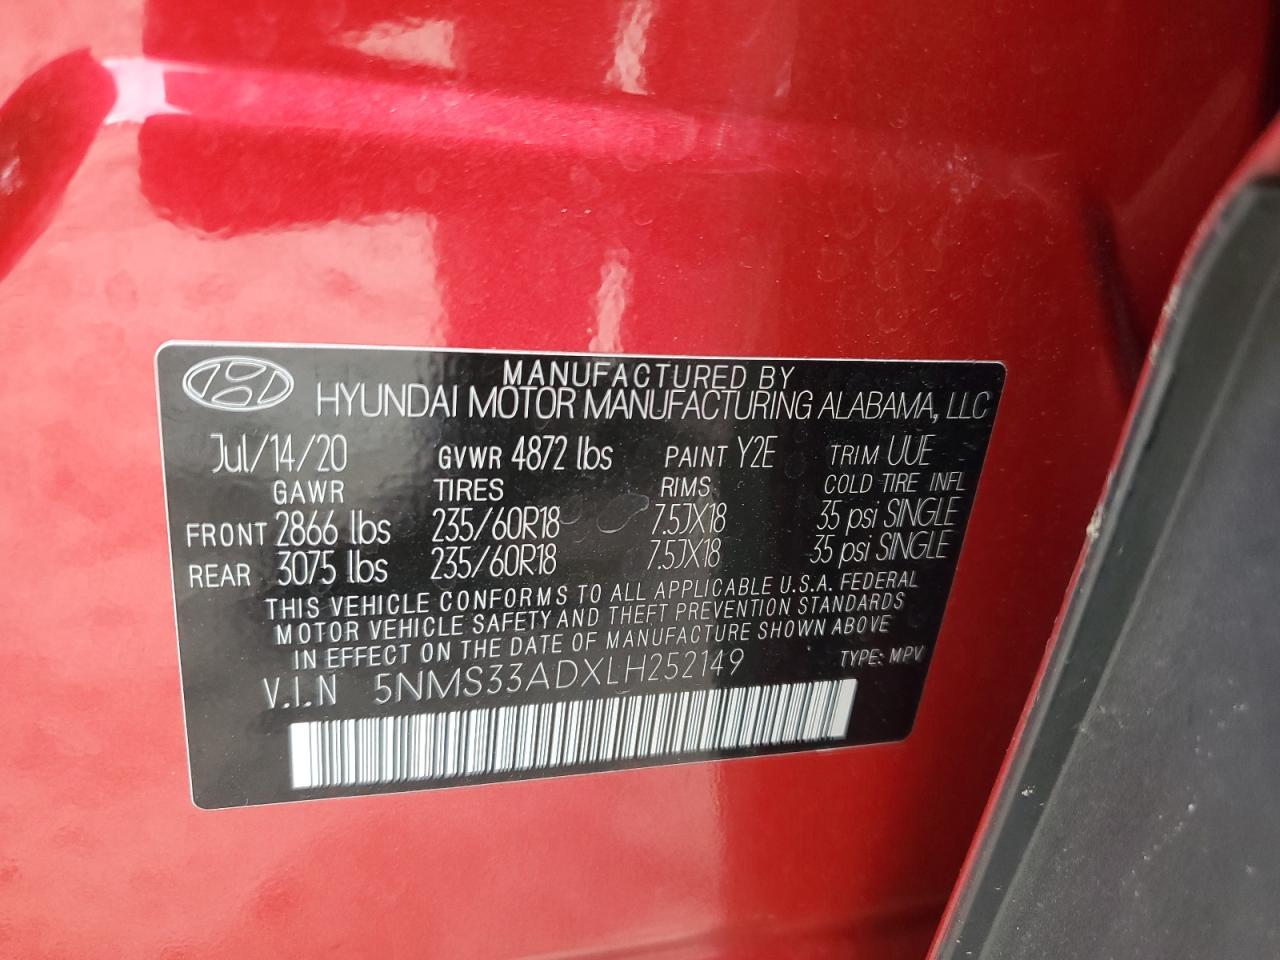 MANUFACTURED BY
HYUNDAI MOTOR MANUFACTURING ALABAMA, LLC
Jul/14/20 GVWR 4872 lbs PAINT Y2E TRIM UUE
GAWR TIRES RIMS COLD TIRE INFL
FRONT 2866 lbs 235/60R18 7.5JX18 35 psi SINGLE
REAR 3075 lbs 235/60R18 7.5JX18 35 psi SINGLE
THIS VEHICLE CONFORMS TO ALL APPLICABLE U.S.A. FEDERAL
MOTOR VEHICLE SAFETY AND THEFT PREVENTION STANDARDS
IN EFFECT ON THE DATE OF MANUFACTURE SHOWN ABOVE
V.I.N 5NMS33ADXLH252149 TYPE: MPV